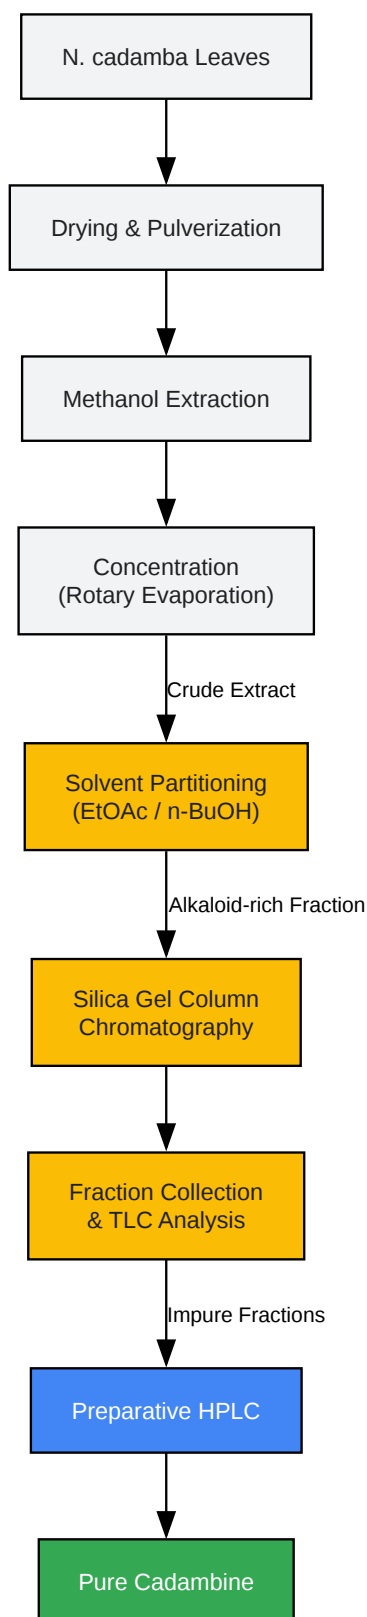 N. cadamba Leaves
Drying & Pulverization
Methanol Extraction
Concentration
(Rotary Evaporation)
Crude Extract
Solvent Partitioning
(EtOAc / n-BuOH)
Alkaloid-rich Fraction
Silica Gel Column
Chromatography
Fraction Collection
& TLC Analysis
Impure Fractions
Preparative HPLC
Pure Cadambine